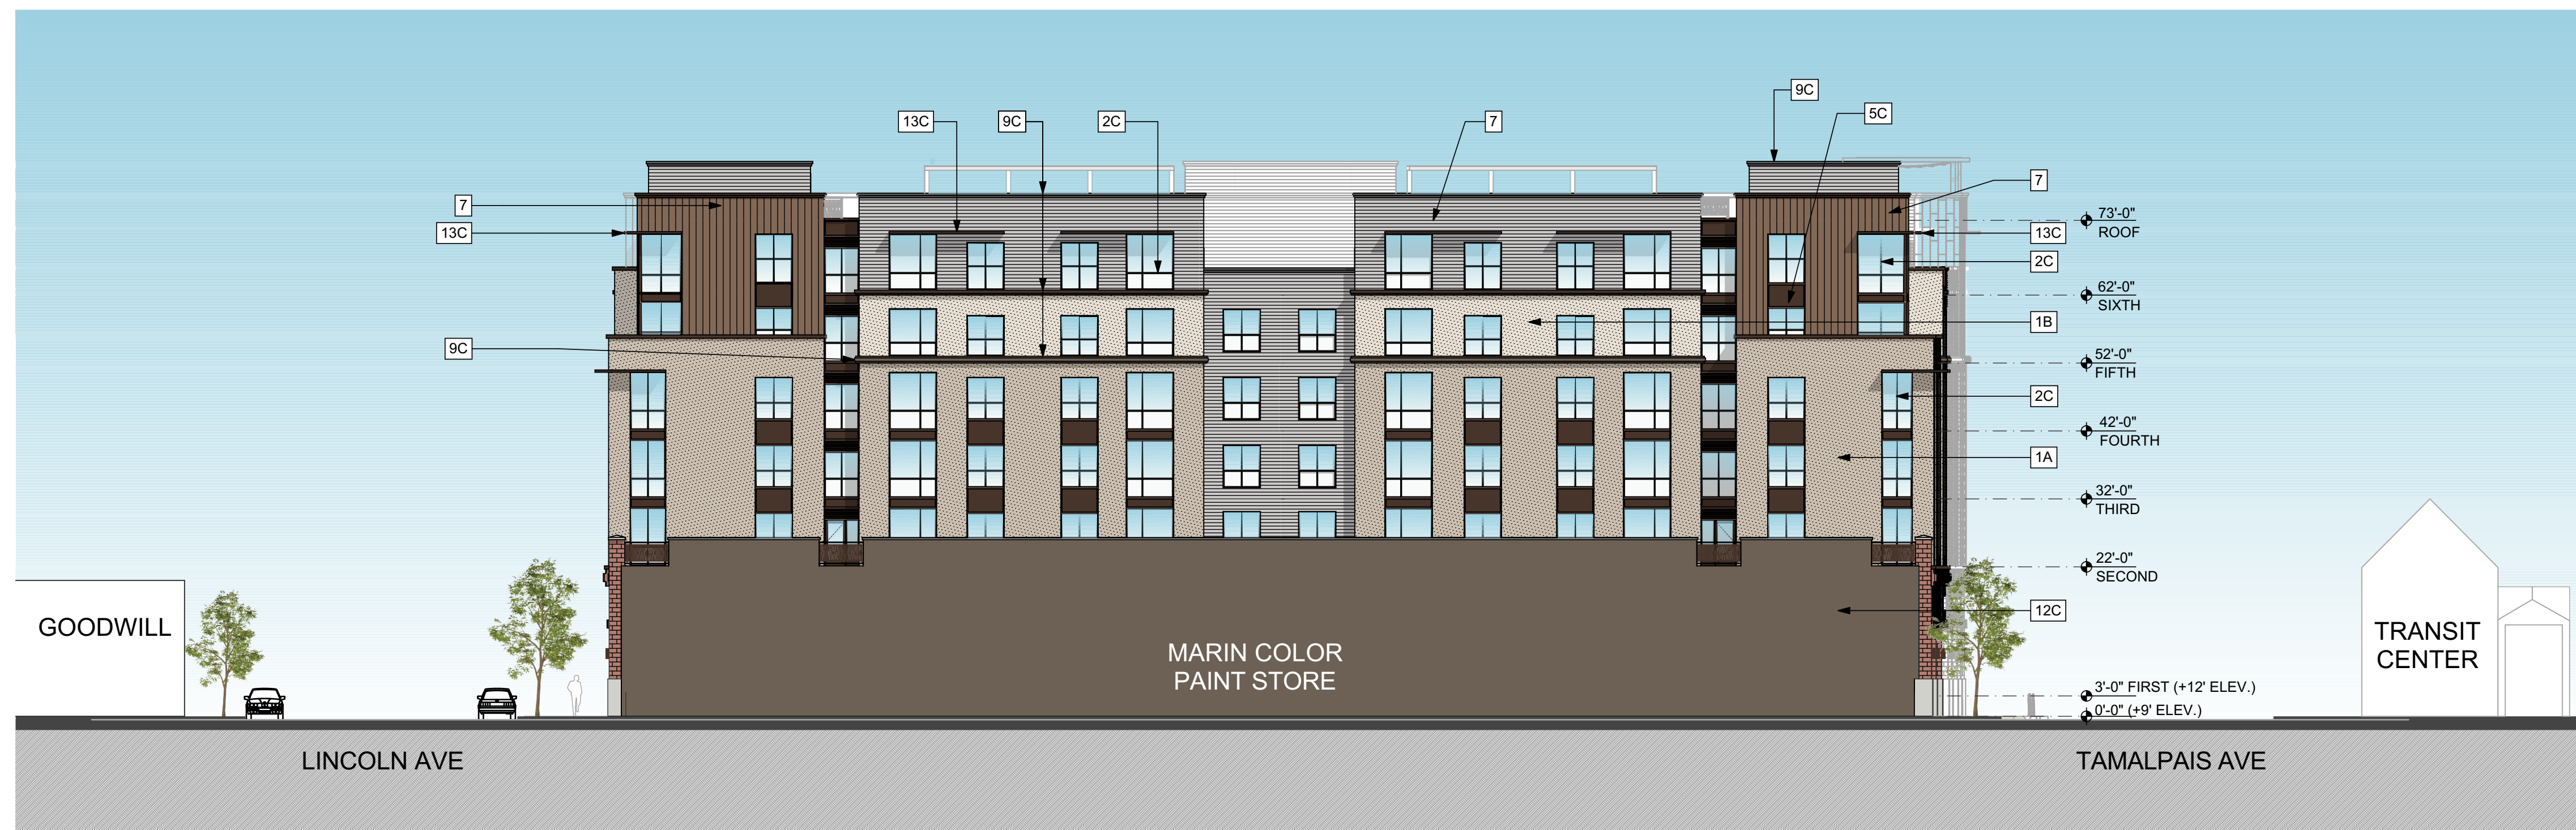 9C
5C
13C
9C
2C
7
7
7
13C
73'-0"
ROOF
13C
2C
62'-0"
SIXTH
1B
9C
52'-0"
FIFTH
2C
42'-0"
FOURTH
1A
32'-0"
THIRD
22'-0"
SECOND
12C
GOODWILL
MARIN COLOR
PAINT STORE
TRANSIT
CENTER
3'-0" FIRST (+12' ELEV.)
0'-0" (+9' ELEV.)
LINCOLN AVE
TAMALPAIS AVE